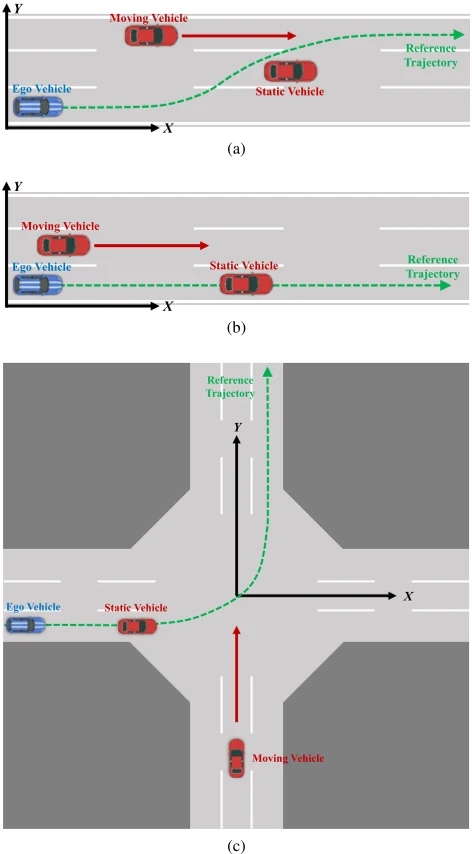 Y
Moving Vehicle
Reference
Trajectory
Ego Vehicle
Static Vehicle
X
(a)
Y
Moving Vehicle
Ego Vehicle
Static Vehicle
Reference
Trajectory
X
(b)
Reference
Trajectory
Y
X
Ego Vehicle
Static Vehicle
Moving Vehicle
(c)